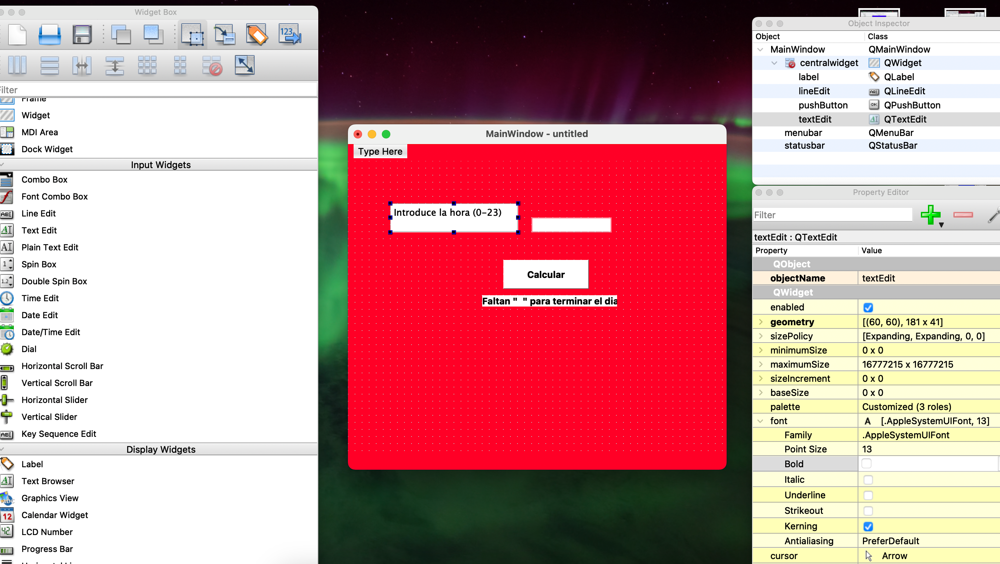 Widget Box
123
Filter
Frame
Widget
MDI Area
Dock Widget
Input Widgets
Combo Box
Font Combo Box
Line Edit
Text Edit
Plain Text Edit
Spin Box
Double Spin Box
Time Edit
Date Edit
Date/Time Edit
Dial
Horizontal Scroll Bar
Vertical Scroll Bar
Horizontal Slider
Vertical Slider
Key Sequence Edit
Display Widgets
Label
Text Browser
Graphics View
Calendar Widget
LCD Number
Progress Bar
MainWindow - untitled
Type Here
Introduce la hora (0-23)
Calcular
Faltan "  " para terminar el dia
Object Inspector
Object Class
MainWindow QMainWindow
centralwidget QWidget
label QLabel
lineEdit QLineEdit
pushButton QPushButton
textEdit QTextEdit
menubar QMenuBar
statusbar QStatusBar
Property Editor
Filter
textEdit : QTextEdit
Property Value
QObject
objectName textEdit
QWidget
enabled
geometry [(60, 60), 181 x 41]
sizePolicy [Expanding, Expanding, 0, 0]
minimumSize 0 x 0
maximumSize 16777215 x 16777215
sizeIncrement 0 x 0
baseSize 0 x 0
palette Customized (3 roles)
font A [.AppleSystemUIFont, 13]
Family .AppleSystemUIFont
Point Size 13
Bold
Italic
Underline
Strikeout
Kerning
Antialiasing PreferDefault
cursor Arrow